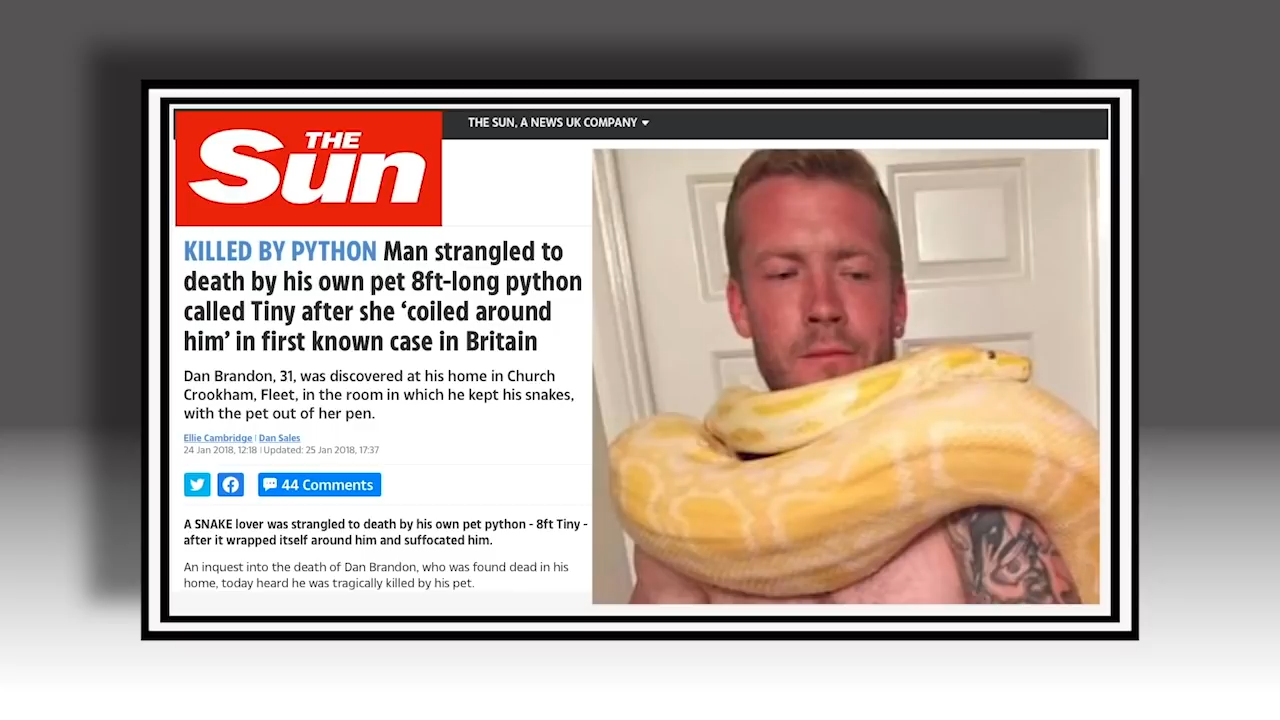 THE SUN, A NEWS UK COMPANY
THE
Sun
KILLED BY PYTHON Man strangled to
death by his own pet 8ft-long python
called Tiny after she ‘coiled around
him’ in first known case in Britain
Dan Brandon, 31, was discovered at his home in Church
Crookham, Fleet, in the room in which he kept his snakes,
with the pet out of her pen.
Ellie Cambridge | Dan Sales
24 Jan 2018, 12:18 | Updated: 25 Jan 2018, 17:37
44 Comments
A SNAKE lover was strangled to death by his own pet python - 8ft Tiny -
after it wrapped itself around him and suffocated him.
An inquest into the death of Dan Brandon, who was found dead in his
home, today heard he was tragically killed by his pet.